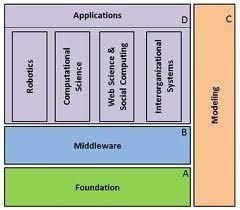 Applications
D
C
Robotics
Computational
Science
Web Science &
Social Computing
Interorganizational
Systems
Modeling
B
Middleware
A
Foundation